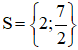 S = {2; 7/2}